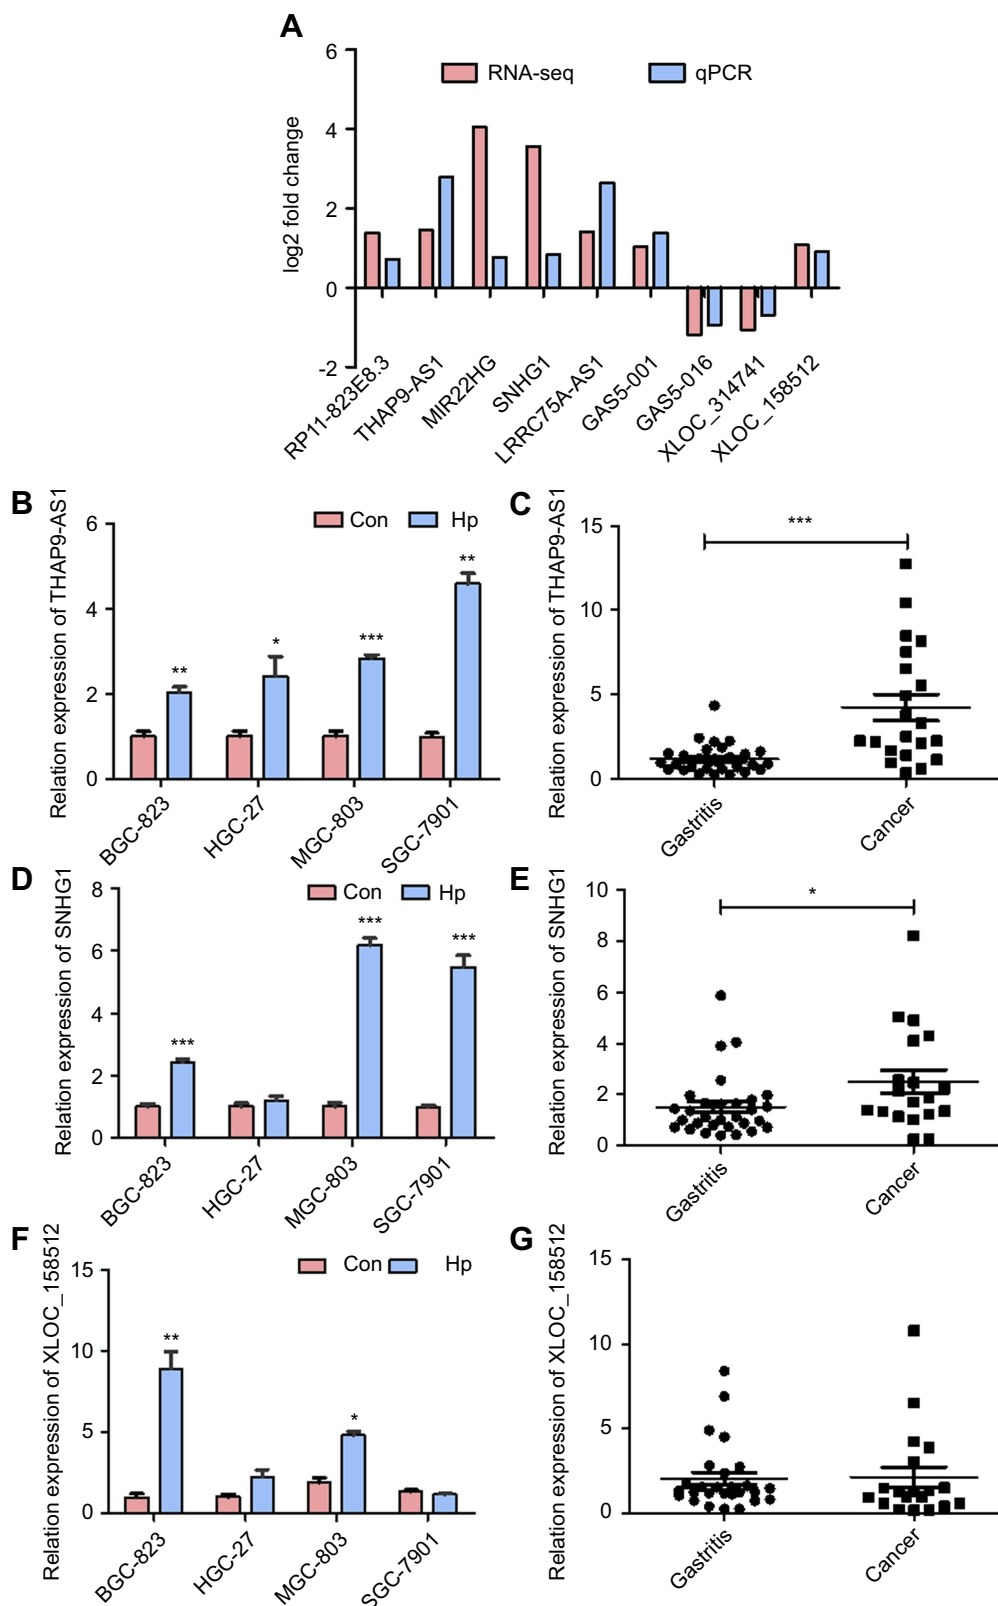 A
6
4
2
0
-2
log2 fold change
RNA-seq
qPCR
RP11-823E8.3
THAP9-AS1
MIR22HG
SNHG1
LRRC75A-AS1
GAS5-001
GAS5-016
XLOC_314741
XLOC_158512
B
Relation expression of THAP9-AS1
6
4
2
0
Con
Hp
**
*
***
**
BGC-823
HGC-27
MGC-803
SGC-7901
C
Relation expression of THAP9-AS1
15
10
5
0
***
Gastritis
Cancer
D
Relation expression of SNHG1
8
6
4
2
0
Con
Hp
***
***
***
BGC-823
HGC-27
MGC-803
SGC-7901
E
Relation expression of SNHG1
10
8
6
4
2
0
*
Gastritis
Cancer
F
Relation expression of XLOC_158512
15
10
5
0
Con
Hp
**
*
BGC-823
HGC-27
MGC-803
SGC-7901
G
Relation expression of XLOC_158512
15
10
5
0
Gastritis
Cancer